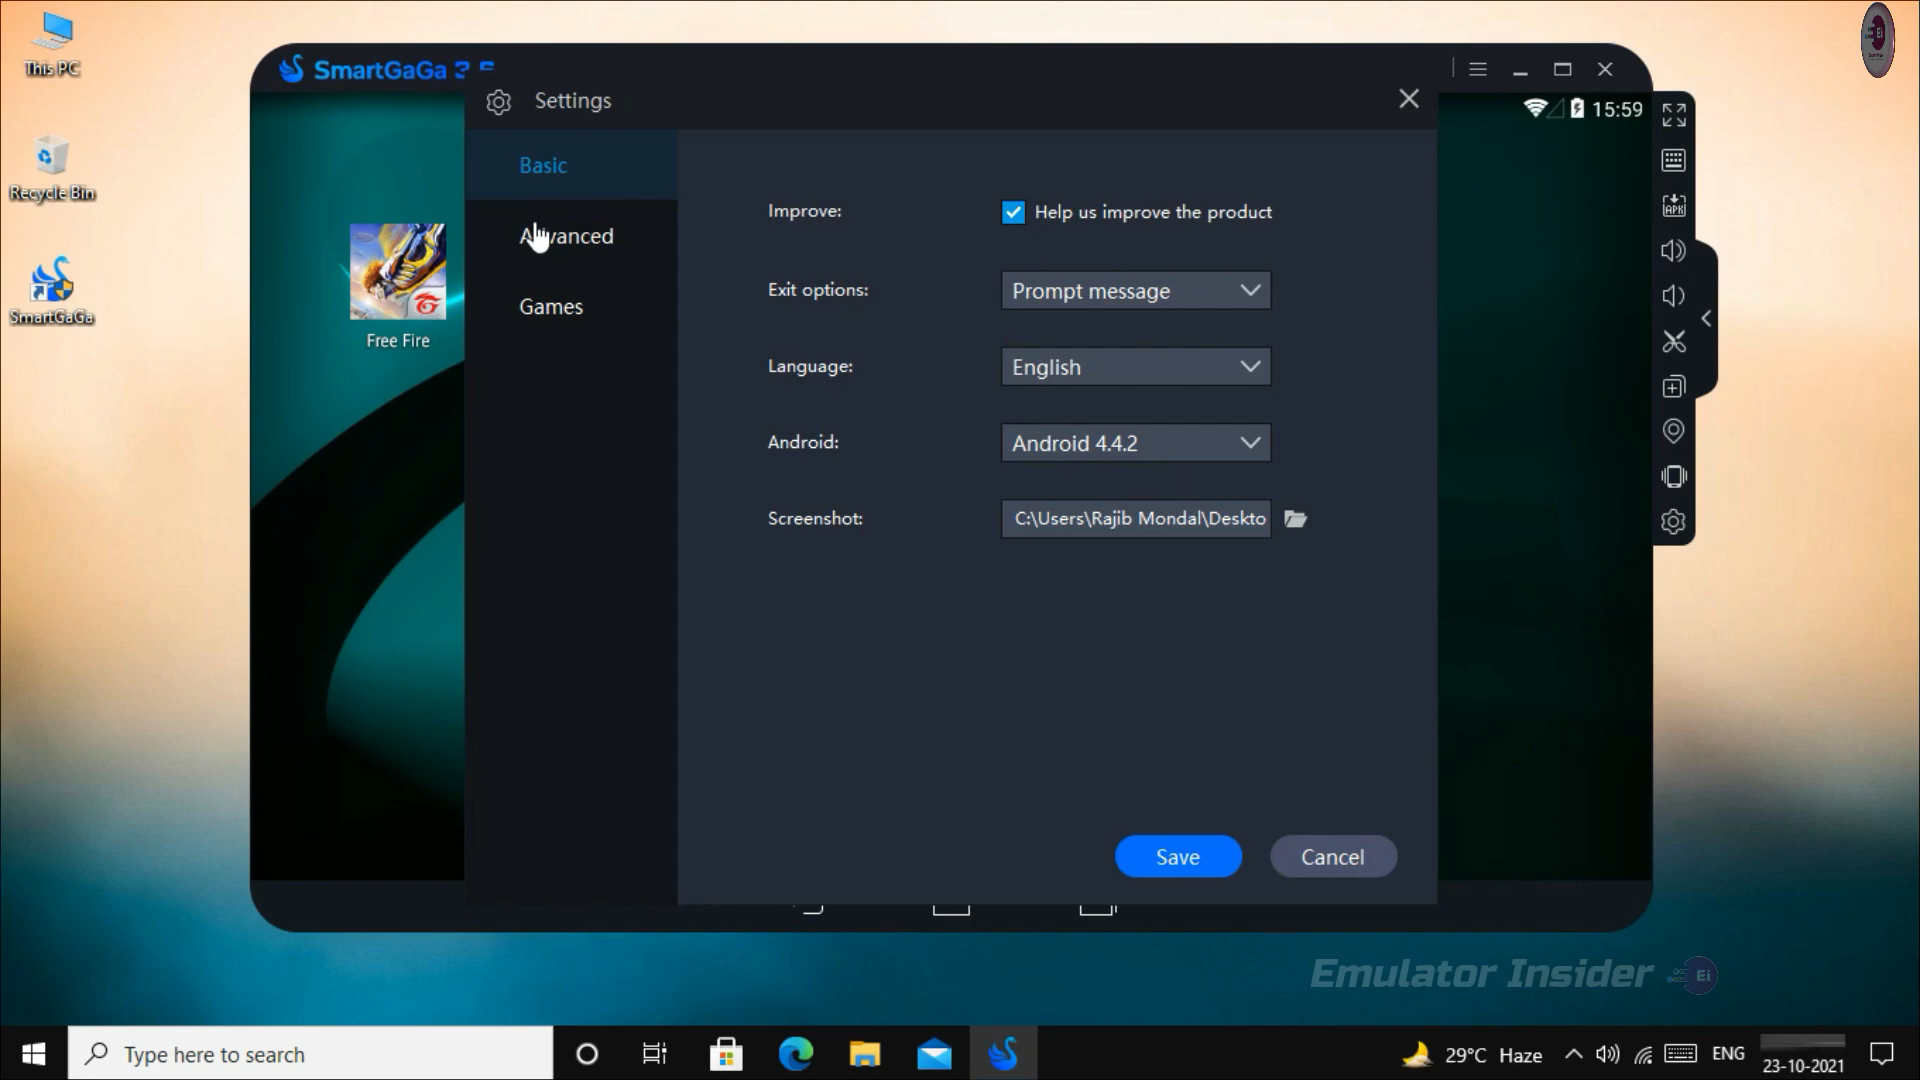 This PC
Recycle Bin
SmartGaGa
SmartGaGa
Settings
15:59
Basic
Advanced
Games
Free Fire
Improve:
Help us improve the product
Exit options:
Prompt message
Language:
English
Android:
Android 4.4.2
Screenshot:
C:\Users\Rajib Mondal\Deskto
Save
Cancel
APK
Emulator Insider
Ei
Type here to search
29°C Haze
ENG
23-10-2021